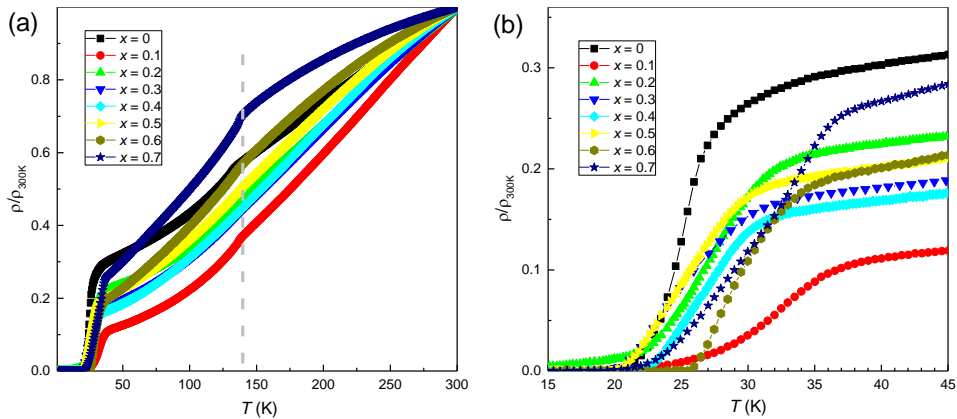 (a)
x = 0
x = 0.1
x = 0.2
x = 0.3
x = 0.4
x = 0.5
x = 0.6
x = 0.7
ρ/ρ300K
0.0
0.2
0.4
0.6
0.8
50
100
150
200
250
300
T (K)
(b)
x = 0
x = 0.1
x = 0.2
x = 0.3
x = 0.4
x = 0.5
x = 0.6
x = 0.7
ρ/ρ300K
0.0
0.1
0.2
0.3
15
20
25
30
35
40
45
T (K)